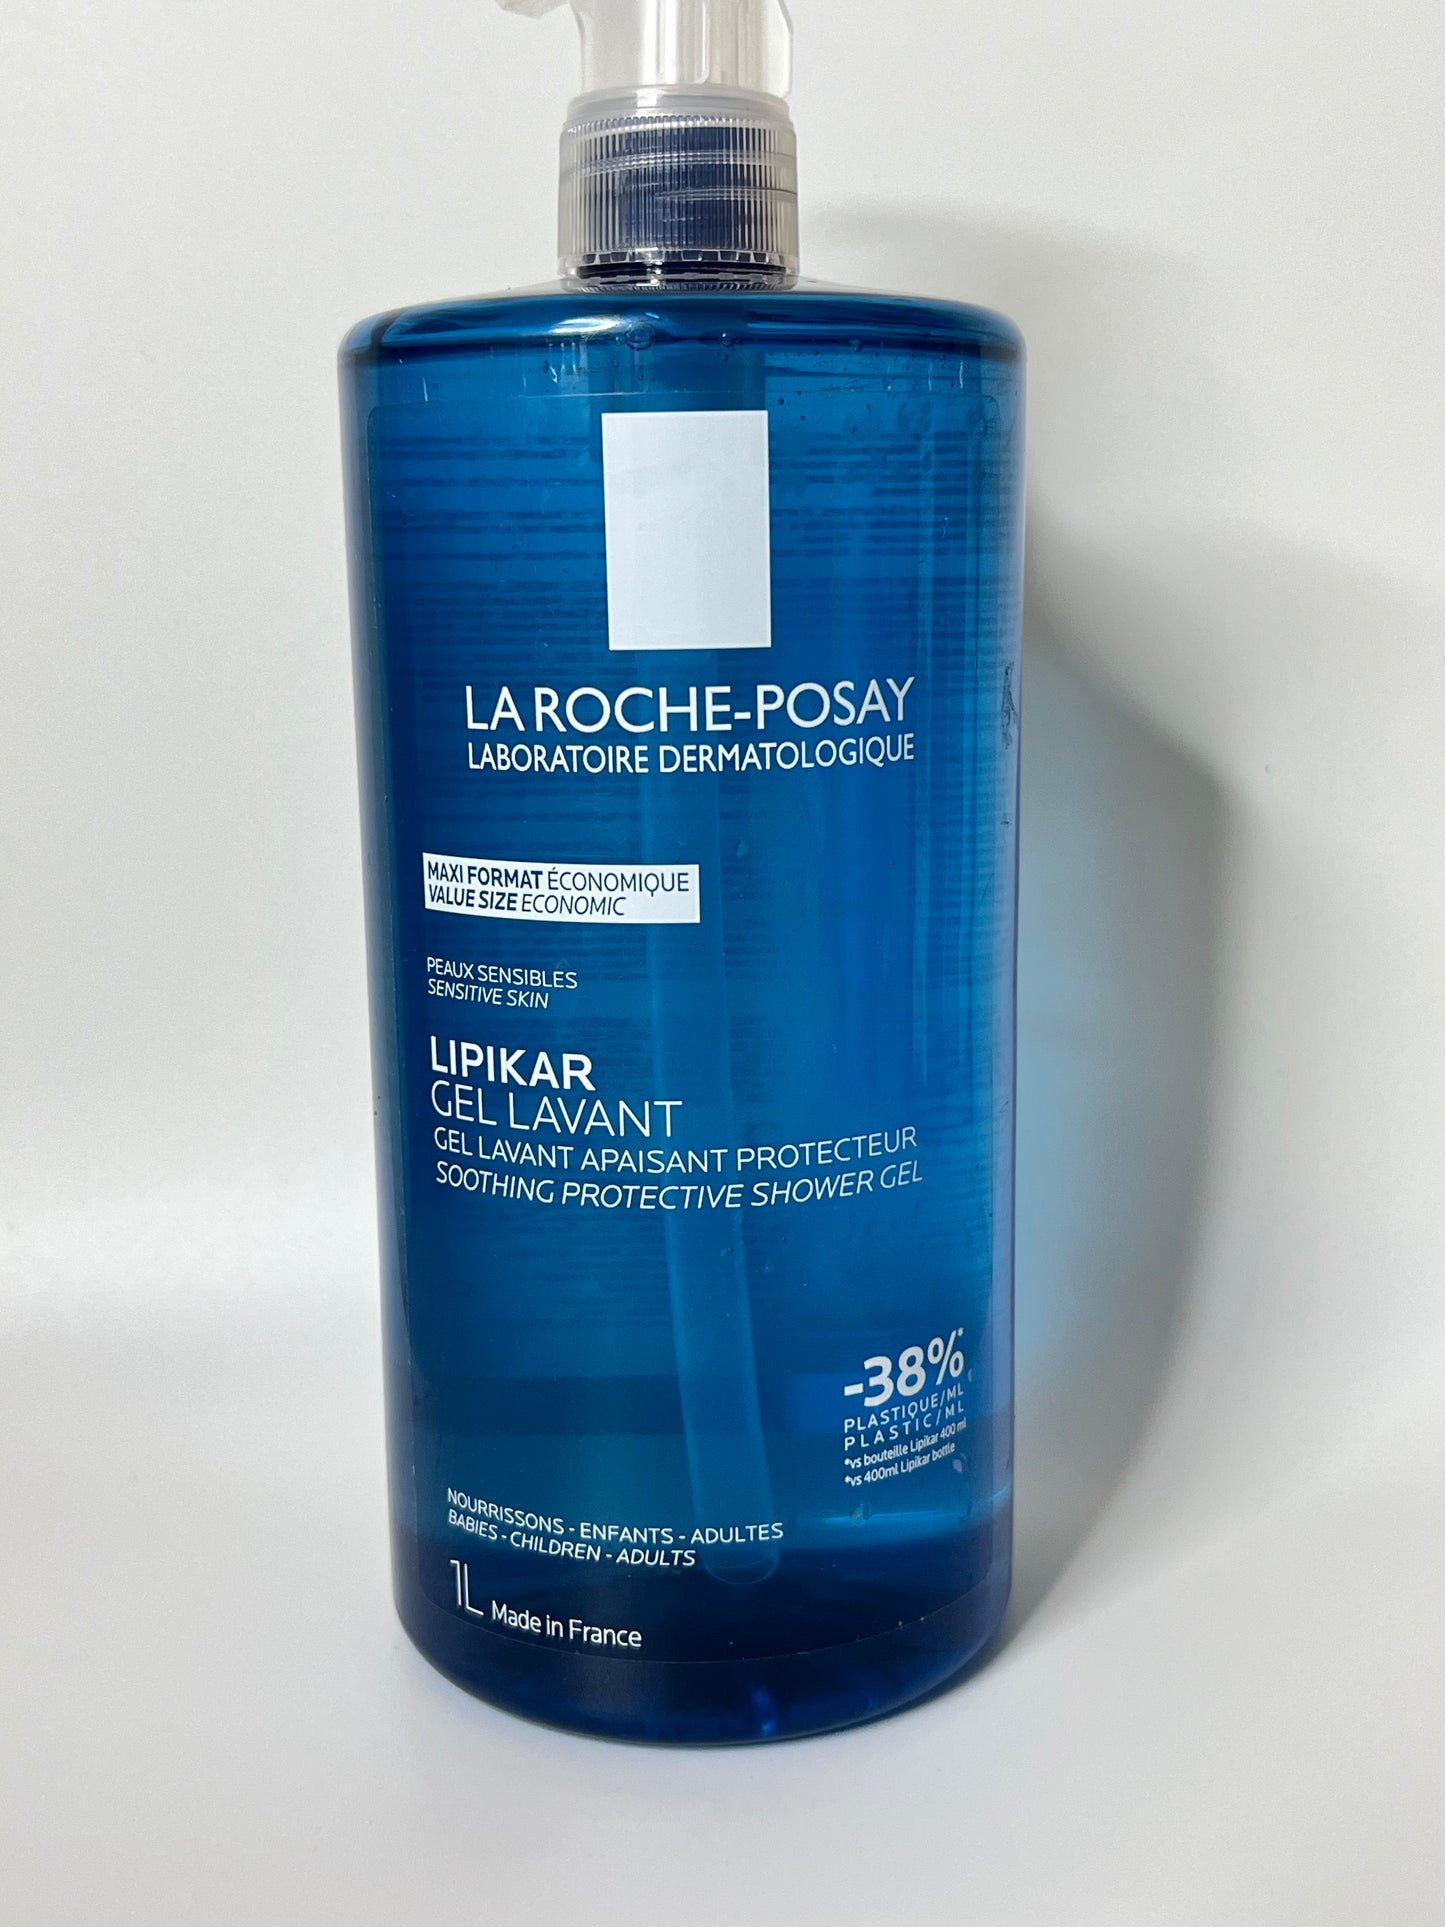 LA ROCHE-POSAY
LABORATOIRE DERMATOLOGIQUE
MAXI FORMAT ÉCONOMIQUE
VALUE SIZE ECONOMIC
PEAUX SENSIBLES
SENSITIVE SKIN
LIPIKAR
GEL LAVANT
GEL LAVANT APAISANT PROTECTEUR
SOOTHING PROTECTIVE SHOWER GEL
-38%*
PLASTIQUE/ML
PLASTIC/ML
*vs bouteille Lipikar 400 ml
*vs 400ml Lipikar bottle
NOURRISSONS - ENFANTS - ADULTES
BABIES - CHILDREN - ADULTS
1L Made in France